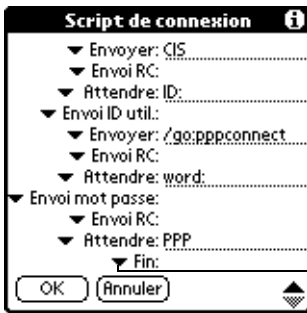 Script de connexion
Envoyer: CIS
Envoi RC:
Attendre: ID:
Envoi ID util.:
Envoyer: /go:pppconnect
Envoi RC:
Attendre: word:
Envoi mot passe:
Envoi RC:
Attendre: PPP
Fin:
OK Annuler